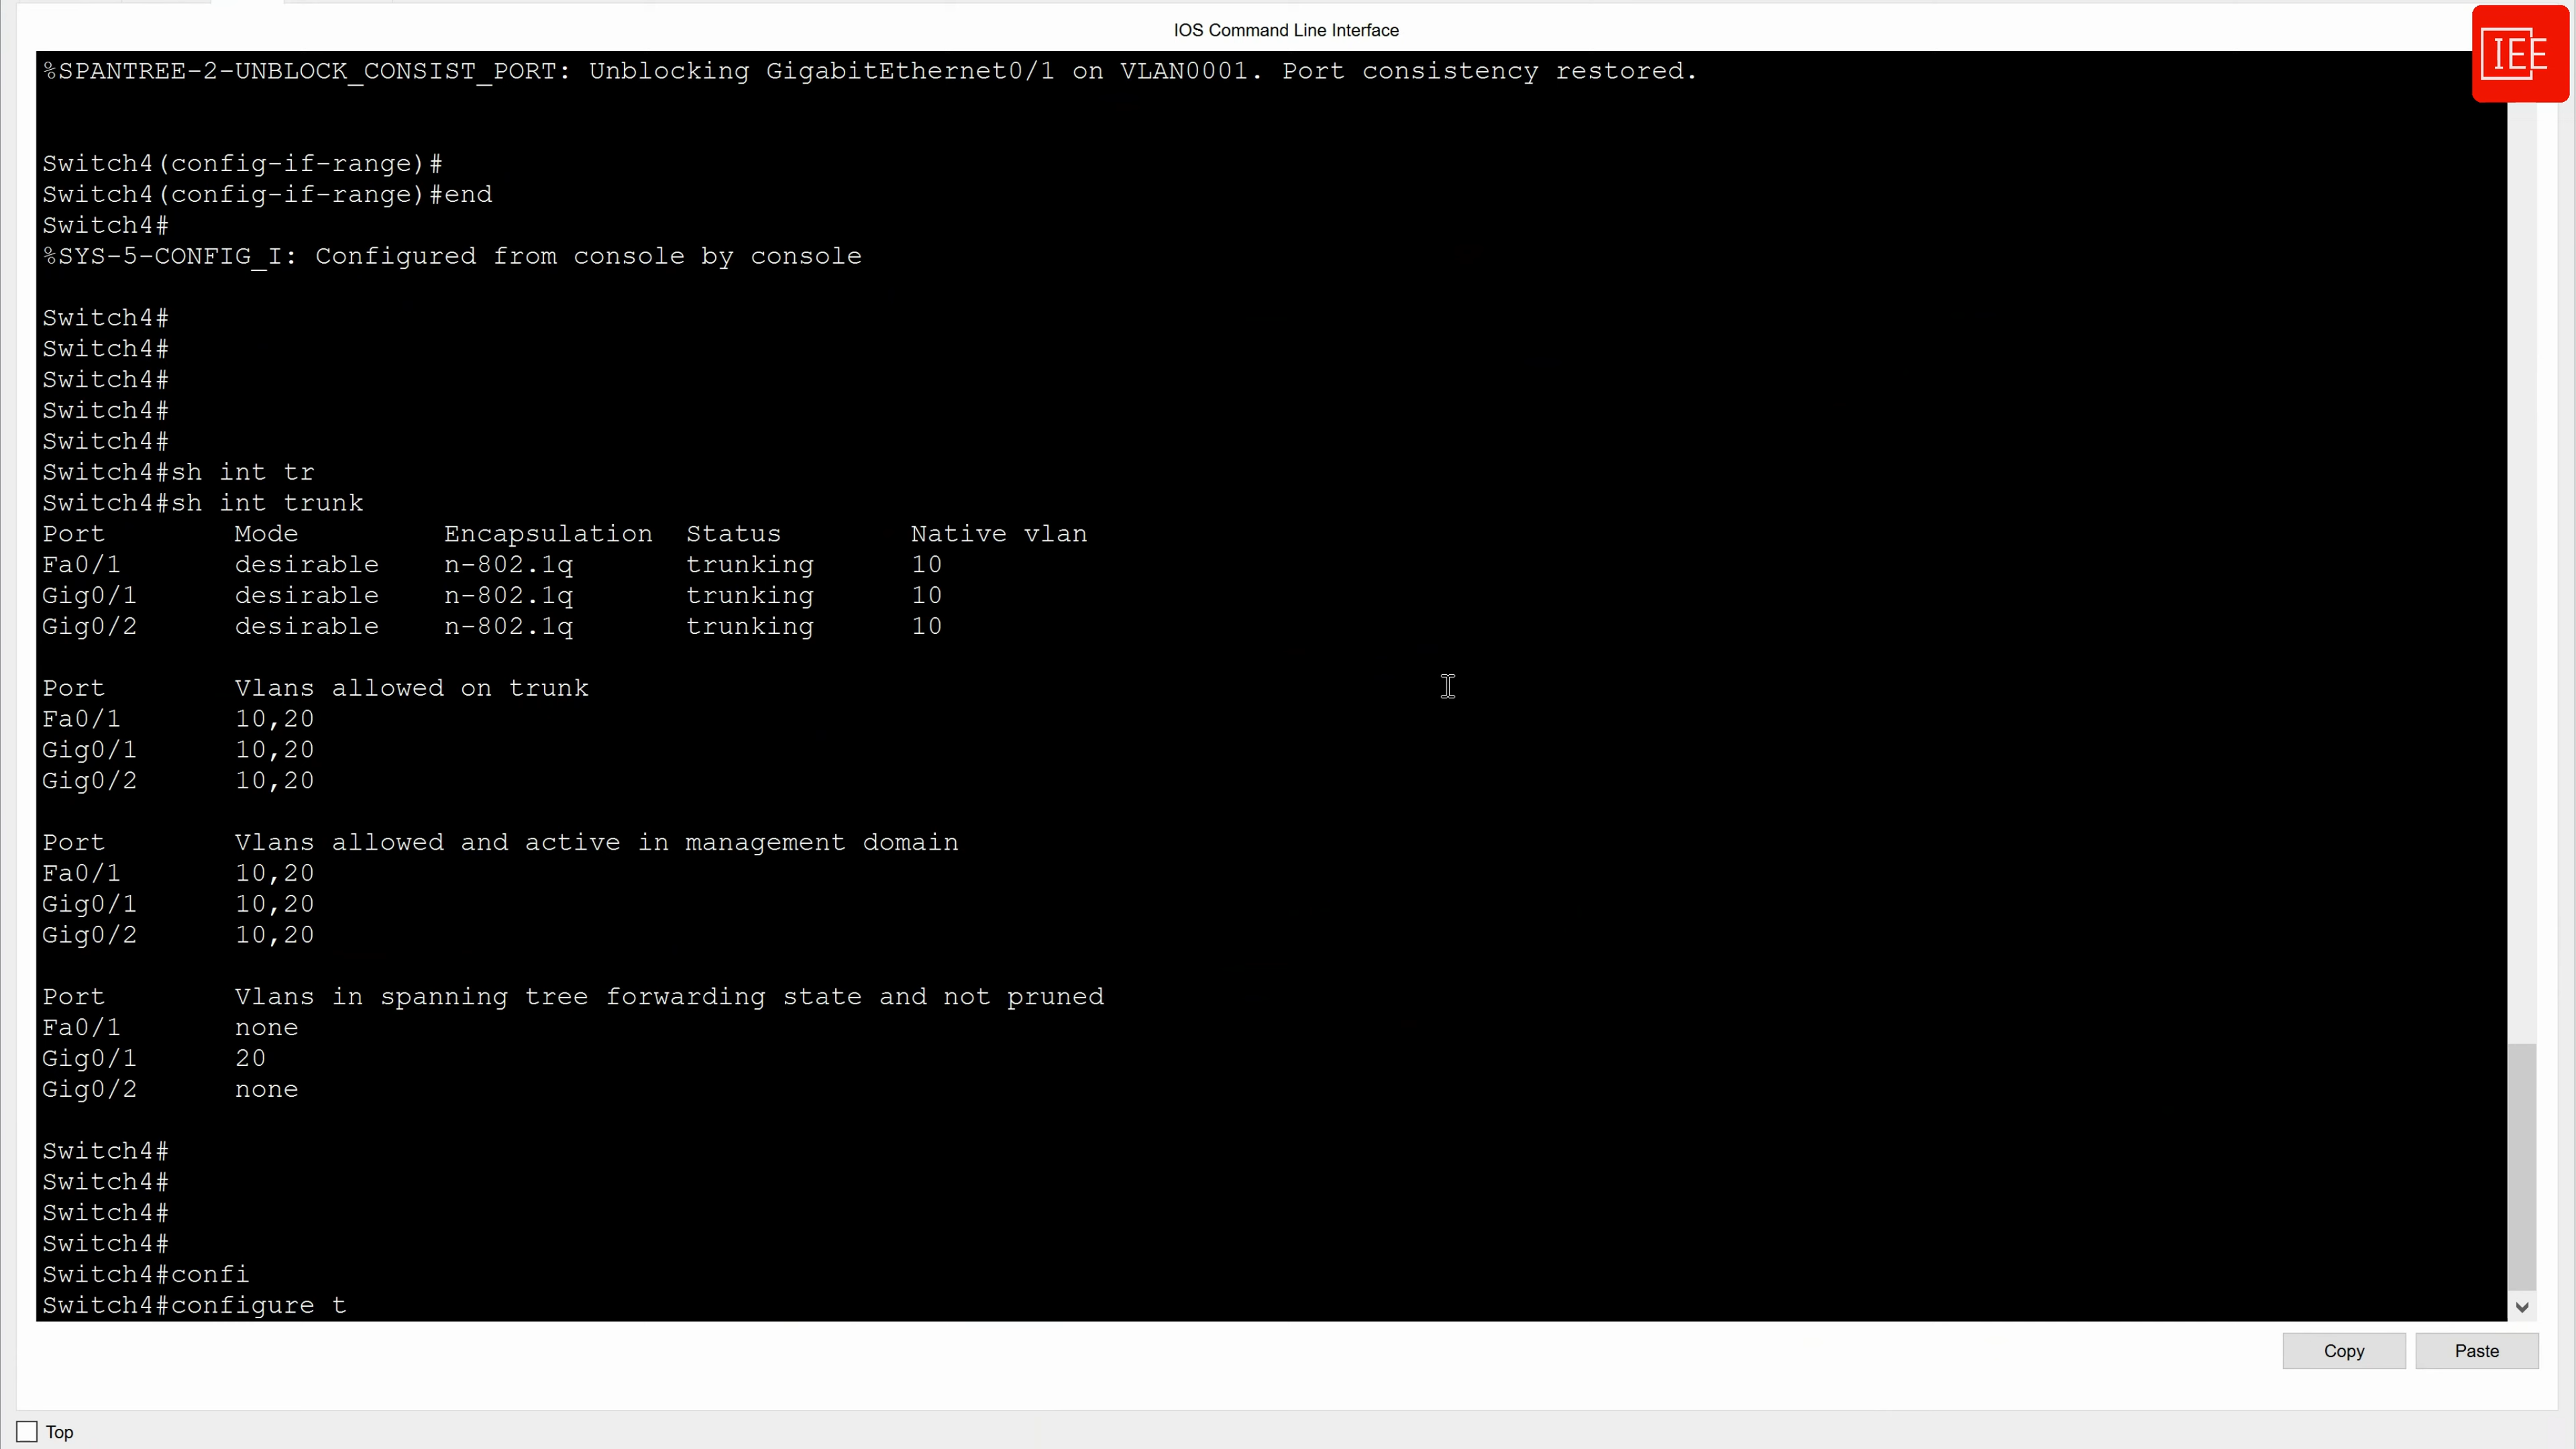 IOS Command Line Interface
IEE
%SPANTREE-2-UNBLOCK_CONSIST_PORT: Unblocking GigabitEthernet0/1 on VLAN0001. Port consistency restored.
Switch4(config-if-range)#
Switch4(config-if-range)#end
Switch4#
%SYS-5-CONFIG_I: Configured from console by console
Switch4#
Switch4#
Switch4#
Switch4#
Switch4#
Switch4#sh int tr
Switch4#sh int trunk
Port Mode Encapsulation Status Native vlan
Fa0/1 desirable n-802.1q trunking 10
Gig0/1 desirable n-802.1q trunking 10
Gig0/2 desirable n-802.1q trunking 10
Port Vlans allowed on trunk
Fa0/1 10,20
Gig0/1 10,20
Gig0/2 10,20
Port Vlans allowed and active in management domain
Fa0/1 10,20
Gig0/1 10,20
Gig0/2 10,20
Port Vlans in spanning tree forwarding state and not pruned
Fa0/1 none
Gig0/1 20
Gig0/2 none
Switch4#
Switch4#
Switch4#
Switch4#
Switch4#confi
Switch4#configure t
Copy Paste
Top